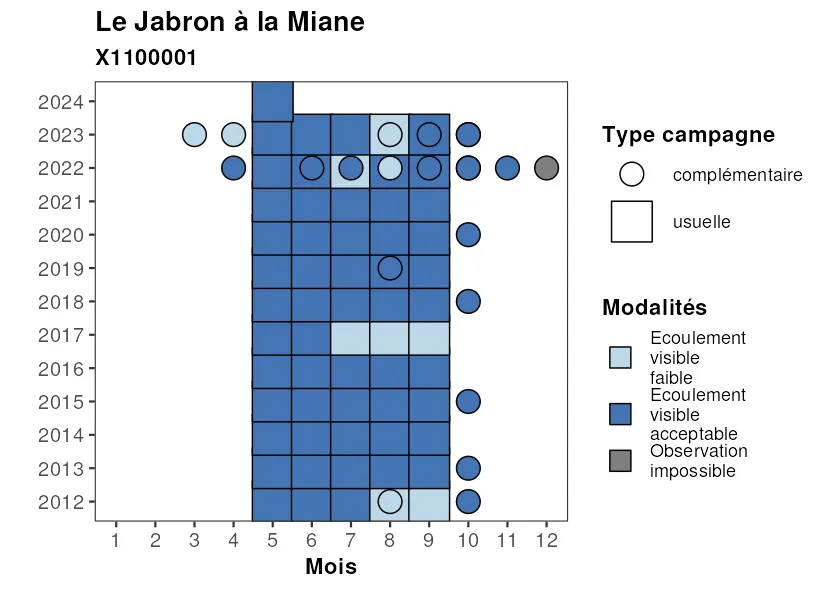 Le Jabron à la Miane
X1100001
2024
2023
2022
2021
2020
2019
2018
2017
2016
2015
2014
2013
2012
1 2 3 4 5 6 7 8 9 10 11 12
Mois
Type campagne
complémentaire
usuelle
Modalités
Ecoulement
visible
faible
Ecoulement
visible
acceptable
Observation
impossible